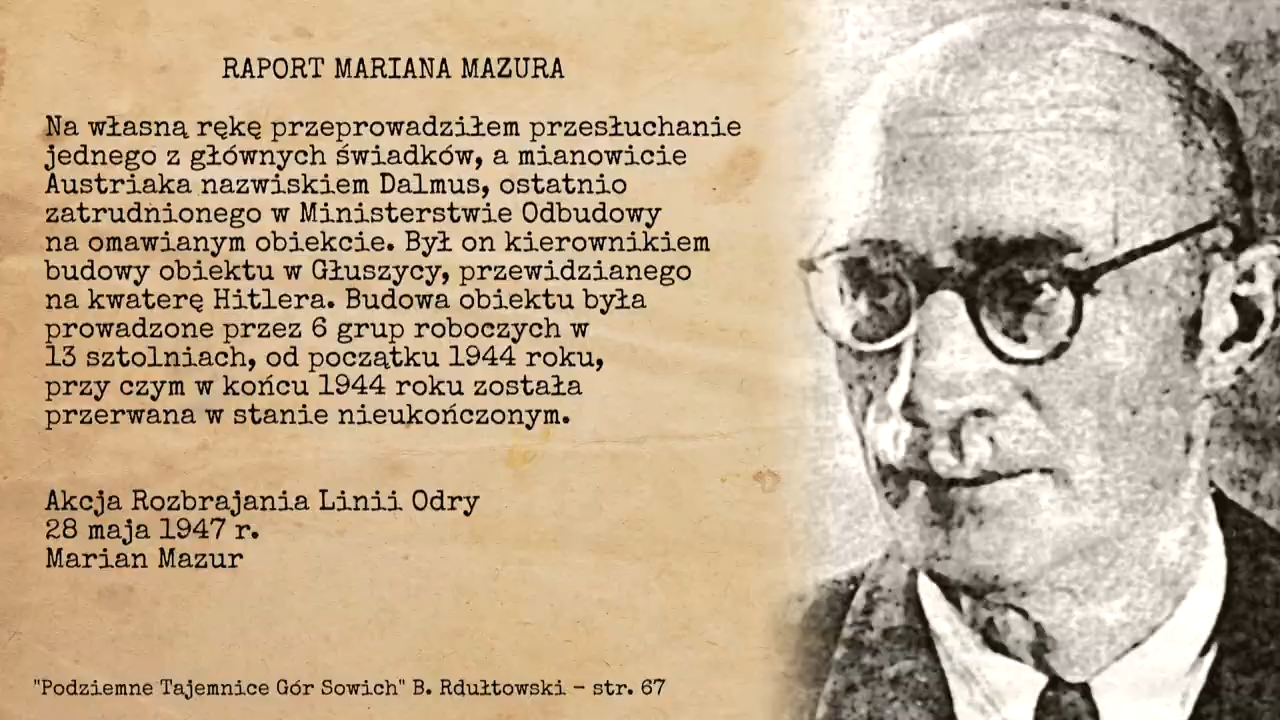 RAPORT MARIANA MAZURA
Na własną rękę przeprowadziłem przesłuchanie
jednego z głównych świadków, a mianowicie
Austriaka nazwiskiem Dalmus, ostatnio
zatrudnionego w Ministerstwie Odbudowy
na omawianym obiekcie. Był on kierownikiem
budowy obiektu w Głuszycy, przewidzianego
na kwaterę Hitlera. Budowa obiektu była
prowadzone przez 6 grup roboczych w
13 sztolniach, od początku 1944 roku,
przy czym w końcu 1944 roku została
przerwana w stanie nieukończonym.
Akcja Rozbrajania Linii Odry
28 maja 1947 r.
Marian Mazur
"Podziemne Tajemnice Gór Sowich" B. Rdułtowski - str. 67